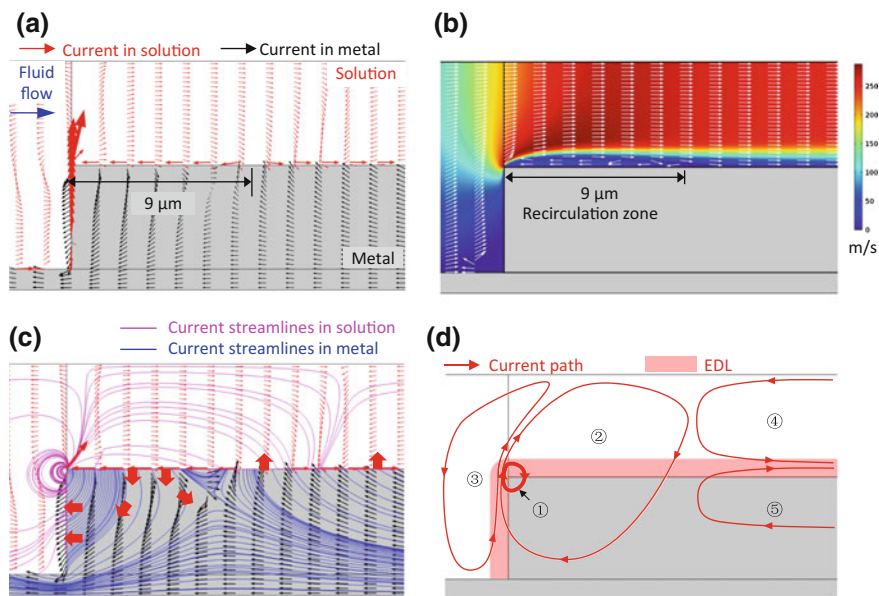 (a)
Current in solution
Current in metal
Fluid
flow
Solution
9 μm
Metal
(b)
9 μm
Recirculation zone
250
200
150
100
50
0
m/s
(c)
Current streamlines in solution
Current streamlines in metal
(d)
Current path
EDL
④
②
③
①
⑤